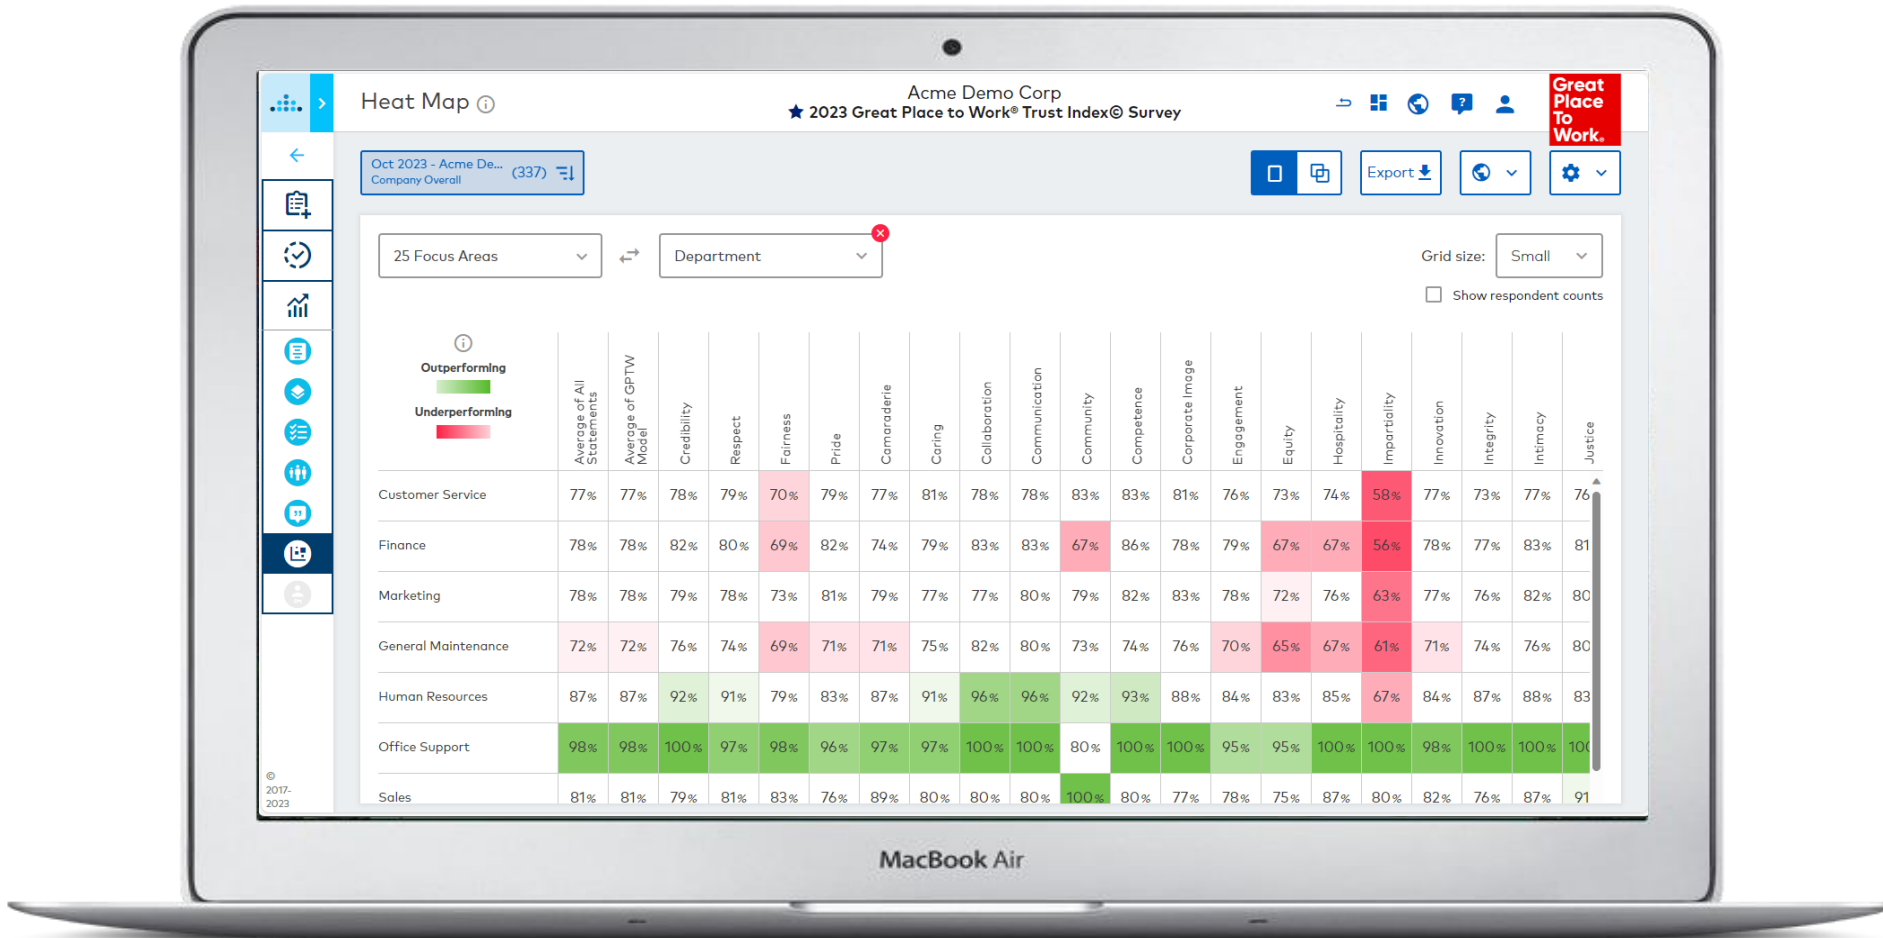 Heat Map
Acme Demo Corp
★ 2023 Great Place to Work® Trust Index© Survey
Great
Place
To
Work.
Oct 2023 - Acme De... (337)
Company Overall
Export
25 Focus Areas
Department
Grid size: Small
Show respondent counts
Outperforming
Underperforming
Average of All Statements
Average of GPTW Model
Credibility
Respect
Fairness
Pride
Camaraderie
Caring
Collaboration
Communication
Community
Competence
Corporate Image
Engagement
Equity
Hospitality
Impartiality
Innovation
Integrity
Intimacy
Justice
Customer Service 77% 77% 78% 79% 70% 79% 77% 81% 78% 78% 83% 83% 81% 76% 73% 74% 58% 77% 73% 77% 76
Finance 78% 78% 82% 80% 69% 82% 74% 79% 83% 83% 67% 86% 78% 79% 67% 67% 56% 78% 77% 83% 81
Marketing 78% 78% 79% 78% 73% 81% 79% 77% 77% 80% 79% 82% 83% 78% 72% 76% 63% 77% 76% 82% 80
General Maintenance 72% 72% 76% 74% 69% 71% 71% 75% 82% 80% 73% 74% 76% 70% 65% 67% 61% 71% 74% 76% 80
Human Resources 87% 87% 92% 91% 79% 83% 87% 91% 96% 96% 92% 93% 88% 84% 83% 85% 67% 84% 87% 88% 83
Office Support 98% 98% 100% 97% 98% 96% 97% 97% 100% 100% 80% 100% 100% 95% 95% 100% 100% 98% 100% 100% 100
Sales 81% 81% 79% 81% 83% 76% 89% 80% 80% 80% 100% 80% 77% 78% 75% 87% 80% 82% 76% 87% 91
©
2017-
2023
MacBook Air